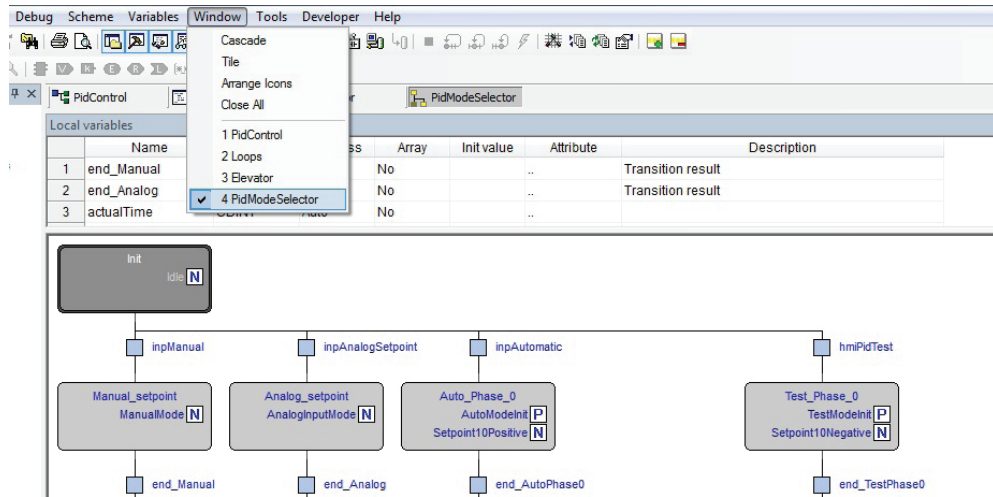 Debug Scheme Variables Window Tools Developer Help
Cascade
Tile
Arrange Icons
Close All
1 PidControl
2 Loops
3 Elevator
4 PidModeSelector
PidControl
PidModeSelector
Local variables
Name Array Init value Attribute Description
1 end_Manual No .. Transition result
2 end_Analog No .. Transition result
3 actualTime No ..
Init
Idle N
inpManual inpAnalogSetpoint inpAutomatic hmiPidTest
Manual_setpoint
ManualMode N
Analog_setpoint
AnalogInputMode N
Auto_Phase_0
AutoModeInit P
Setpoint10Positive N
Test_Phase_0
TestModeInit P
Setpoint10Negative N
end_Manual end_Analog end_AutoPhase0 end_TestPhase0